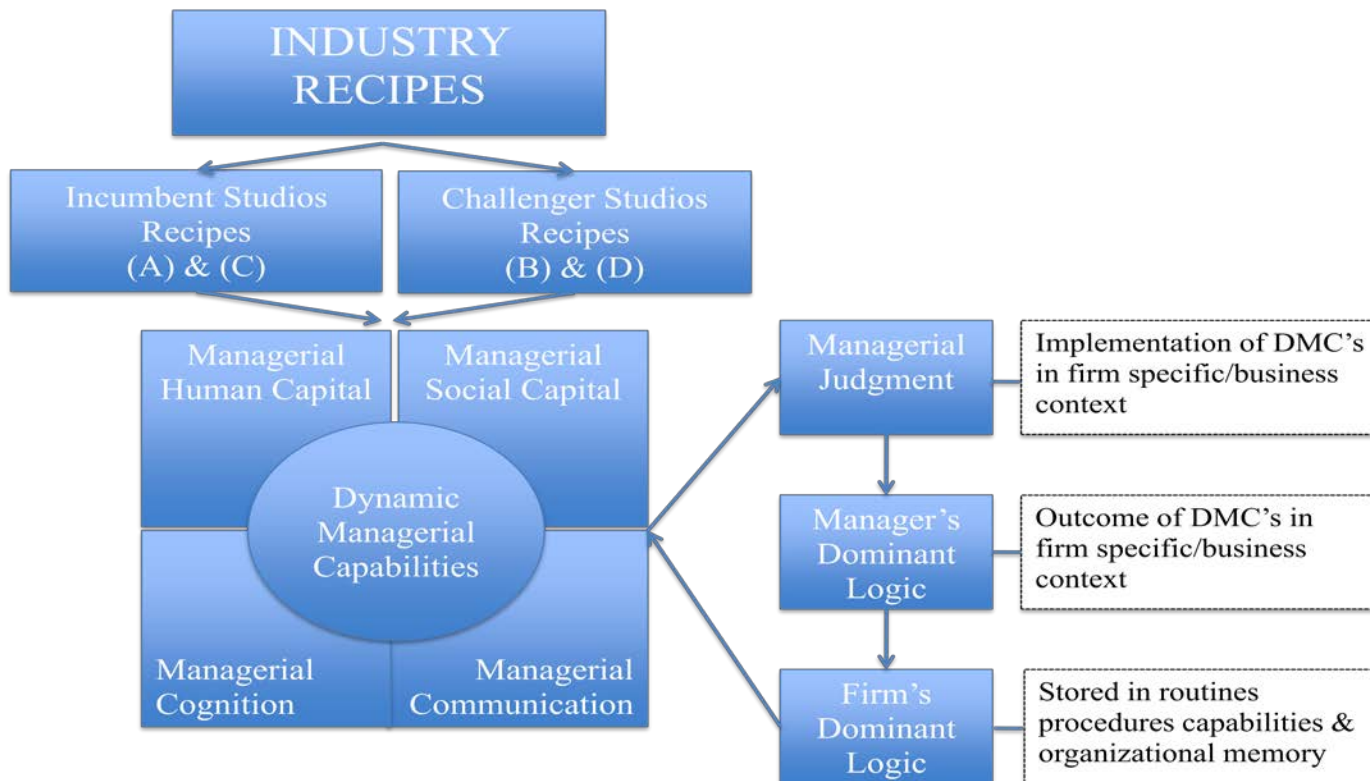 INDUSTRY
RECIPES
Incumbent Studios
Recipes
(A) & (C)
Challenger Studios
Recipes
(B) & (D)
Managerial
Human Capital
Managerial
Social Capital
Dynamic
Managerial
Capabilities
Managerial
Cognition
Managerial
Communication
Managerial
Judgment
Implementation of DMC’s
in firm specific/business
context
Manager’s
Dominant
Logic
Outcome of DMC’s in
firm specific/business
context
Firm’s
Dominant
Logic
Stored in routines
procedures capabilities &
organizational memory